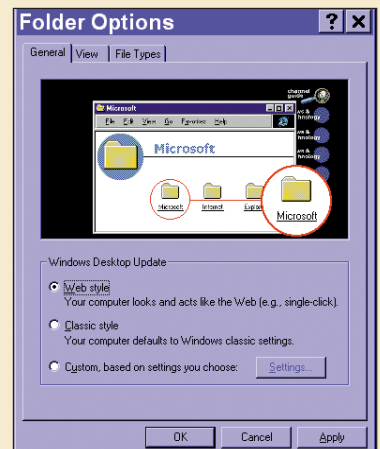 Folder Options
General View File Types
channel
guide
Microsoft
File Edit View Go Favorites Help
Microsoft
Microsoft Internet Explorer
Microsoft
Windows Desktop Update
Web style
Your computer looks and acts like the Web (e.g., single-click).
Classic style
Your computer defaults to Windows classic settings.
Custom, based on settings you choose: Settings...
OK Cancel Apply